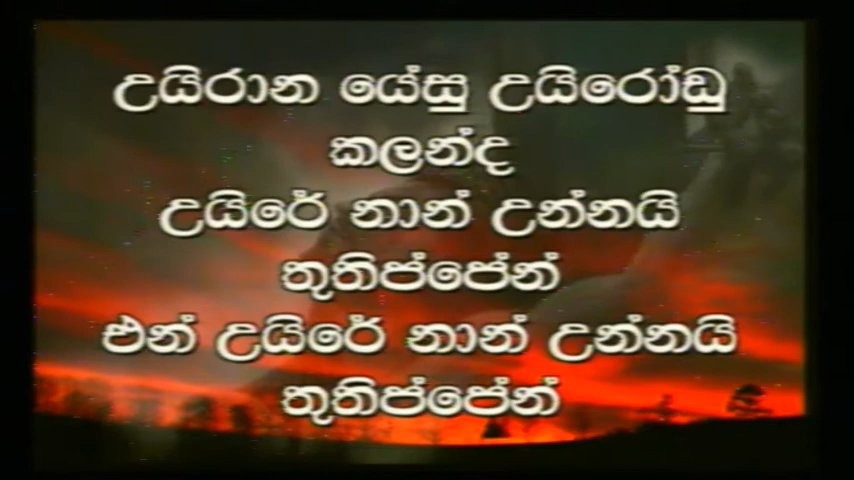 උයිරාන යේසු උයිරෝඩු
කලන්ද
උයිරේ නාන් උන්නයි
තුතිප්පේන්
එන් උයිරේ නාන් උන්නයි
තුතිප්පේන්